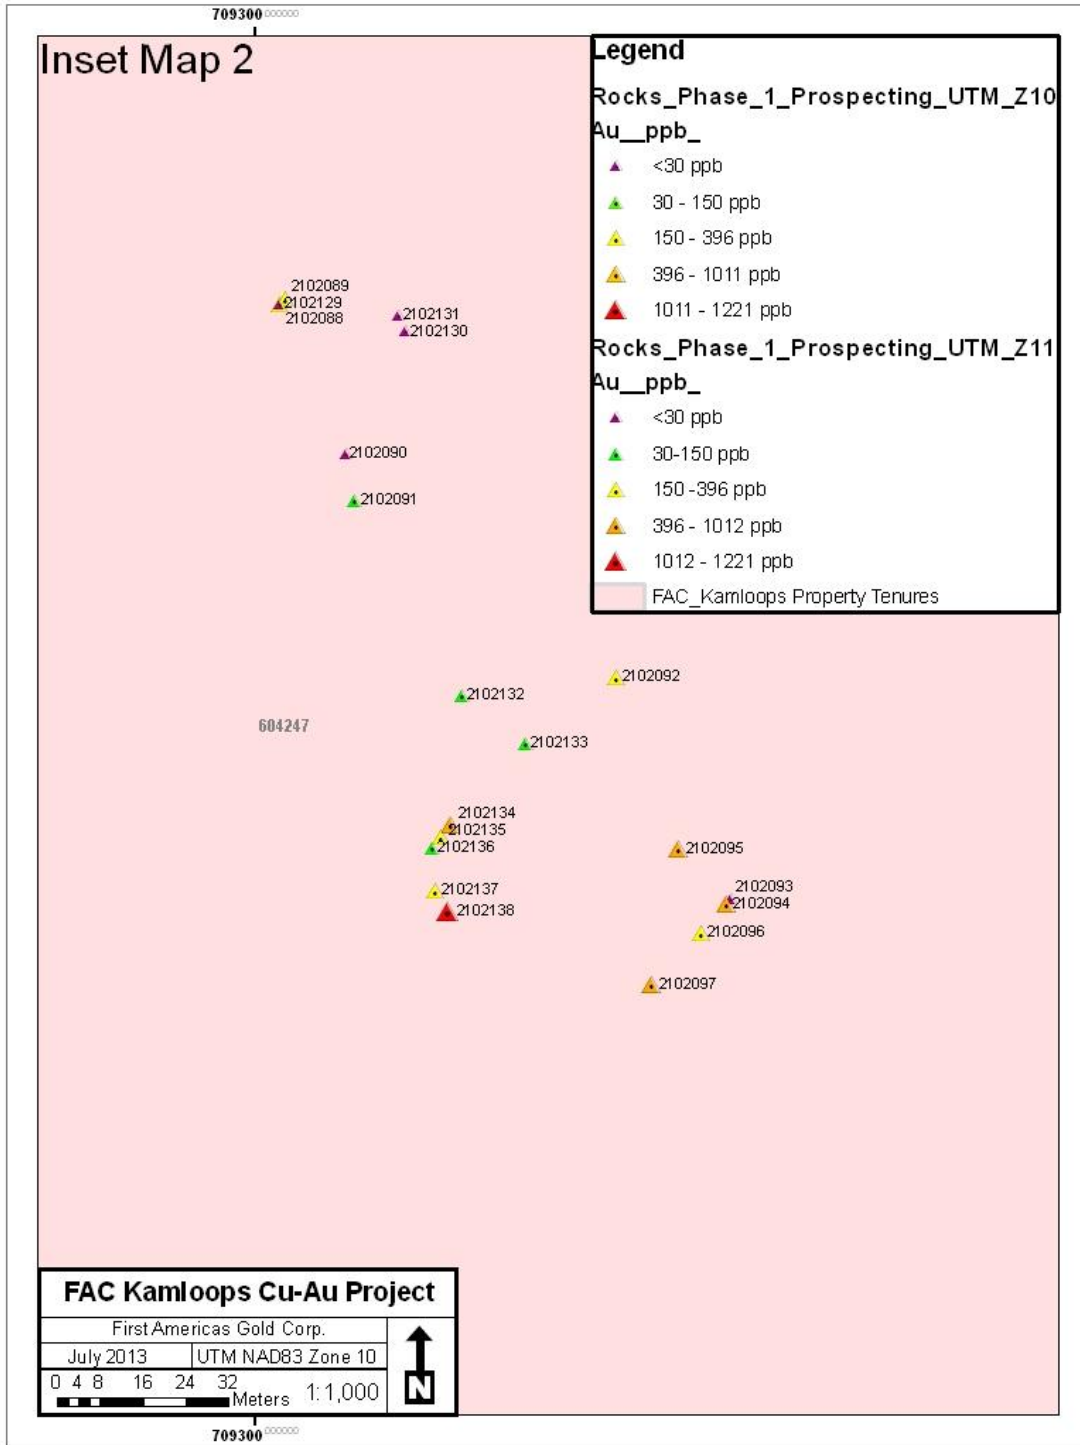 709300 000000
Inset Map 2
Legend
Rocks_Phase_1_Prospecting_UTM_Z10
Au__ppb_
<30 ppb
30 - 150 ppb
150 - 396 ppb
396 - 1011 ppb
1011 - 1221 ppb
Rocks_Phase_1_Prospecting_UTM_Z11
Au__ppb_
<30 ppb
30-150 ppb
150 -396 ppb
396 - 1012 ppb
1012 - 1221 ppb
FAC_Kamloops Property Tenures
2102089
2102129
2102088
2102131
2102130
2102090
2102091
2102092
2102132
604247
2102133
2102134
2102135
2102136
2102095
2102093
2102094
2102137
2102138
2102096
2102097
FAC Kamloops Cu-Au Project
First Americas Gold Corp.
July 2013 UTM NAD83 Zone 10
0 4 8 16 24 32
Meters 1:1,000
N
709300 000000